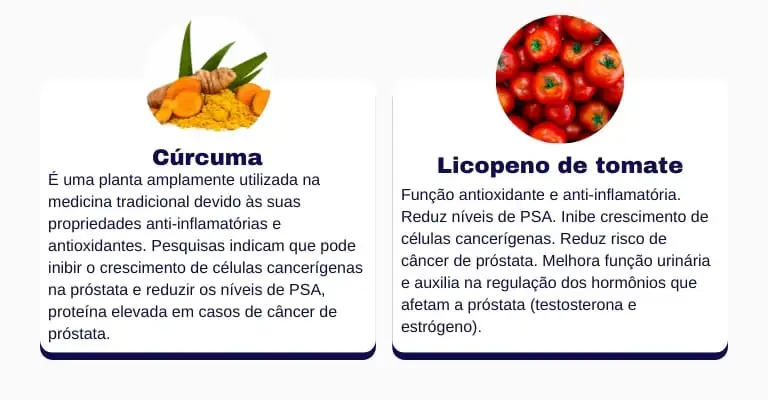 Cúrcuma
É uma planta amplamente utilizada na
medicina tradicional devido às suas
propriedades anti-inflamatórias e
antioxidantes. Pesquisas indicam que pode
inibir o crescimento de células cancerígenas
na próstata e reduzir os níveis de PSA,
proteína elevada em casos de câncer de
próstata.
Licopeno de tomate
Função antioxidante e anti-inflamatória.
Reduz níveis de PSA. Inibe crescimento de
células cancerígenas. Reduz risco de
câncer de próstata. Melhora função urinária
e auxilia na regulação dos hormônios que
afetam a próstata (testosterona e
estrógeno).